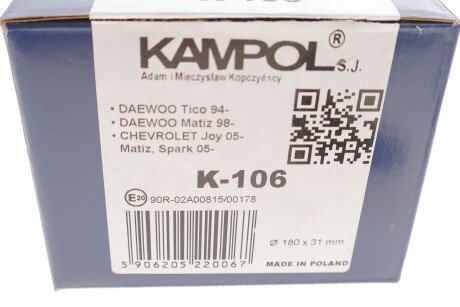 KAMPOL® S.J.
Adam i Mieczysław Kopczyńscy
• DAEWOO Tico 94-
• DAEWOO Matiz 98-
• CHEVROLET Joy 05-
Matiz, Spark 05-
K-106
E20 90R-02A00815/00178
Ø 180 x 31 mm
5 906205 220067
MADE IN POLAND